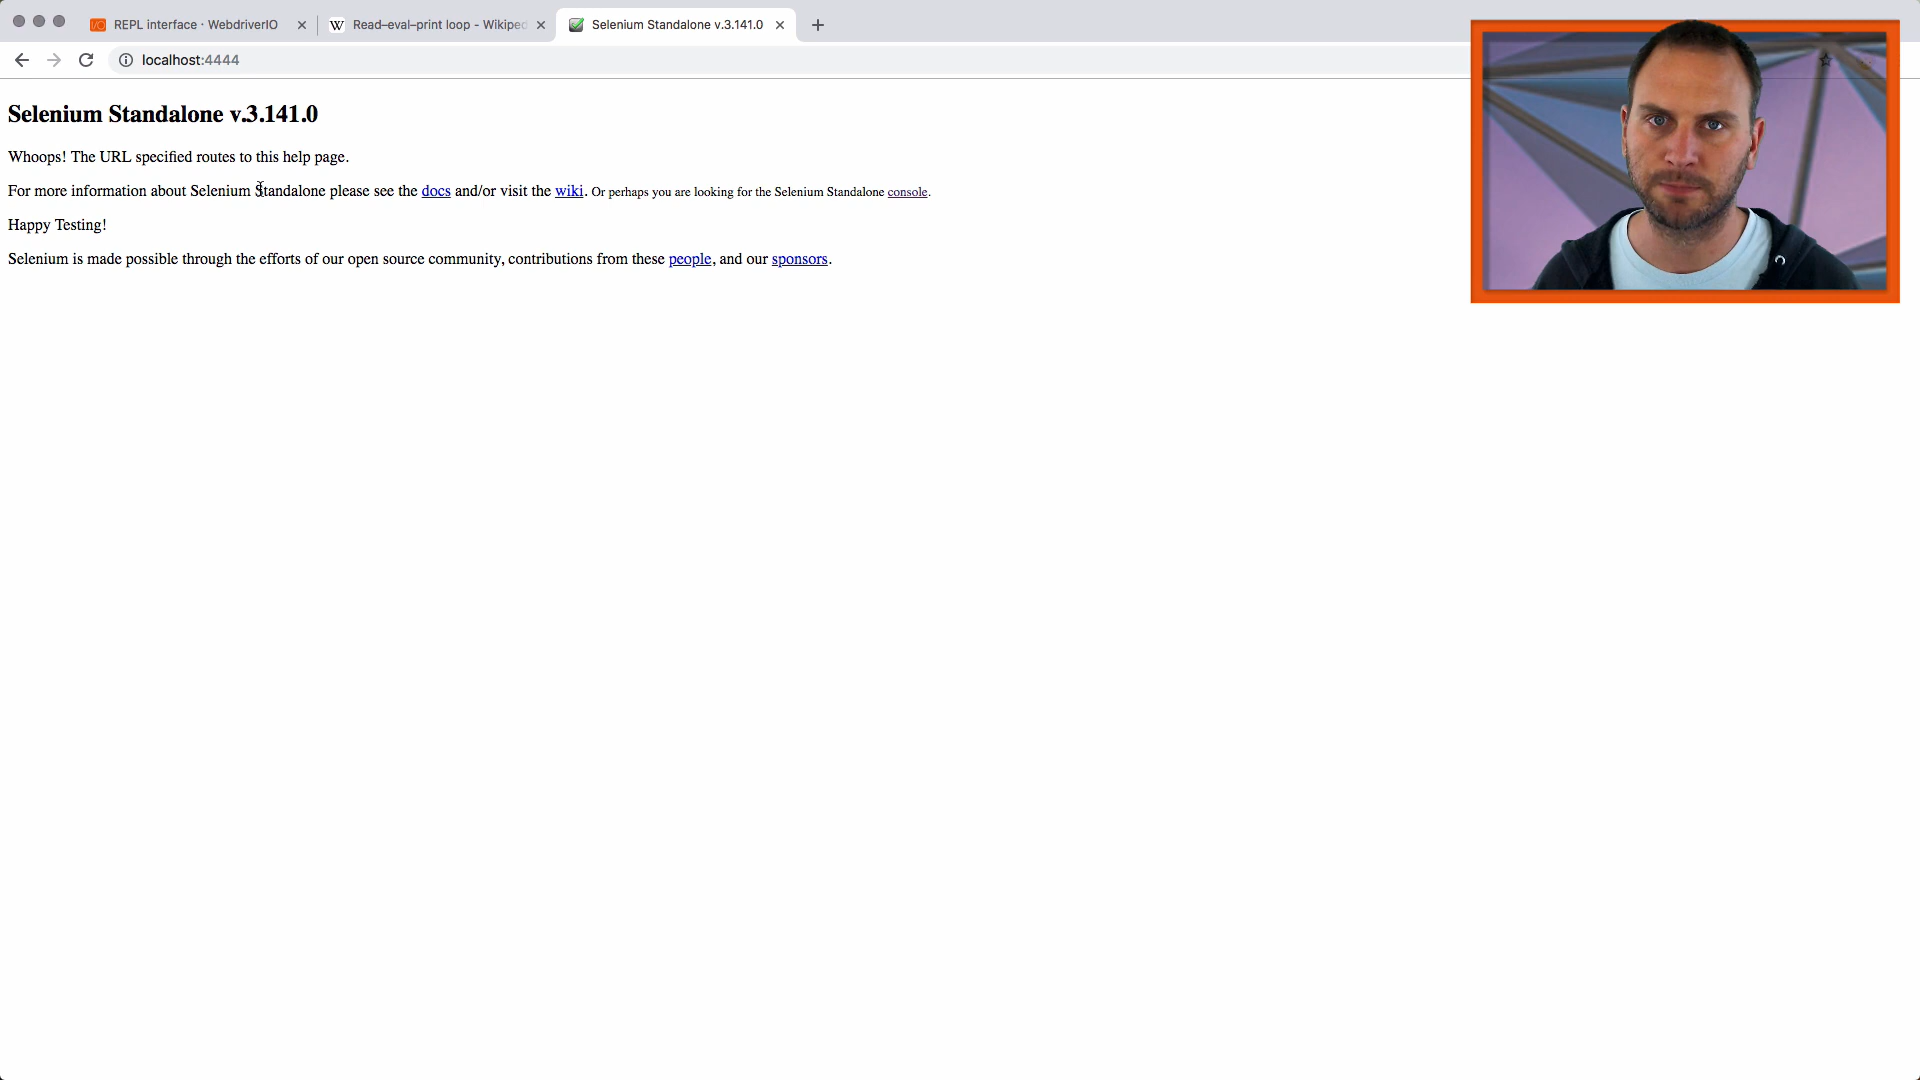 REPL interface · WebdriverIO
Read–eval–print loop - Wikiped
Selenium Standalone v.3.141.0
localhost:4444
Selenium Standalone v.3.141.0
Whoops! The URL specified routes to this help page.
For more information about Selenium Standalone please see the docs and/or visit the wiki. Or perhaps you are looking for the Selenium Standalone console.
Happy Testing!
Selenium is made possible through the efforts of our open source community, contributions from these people, and our sponsors.